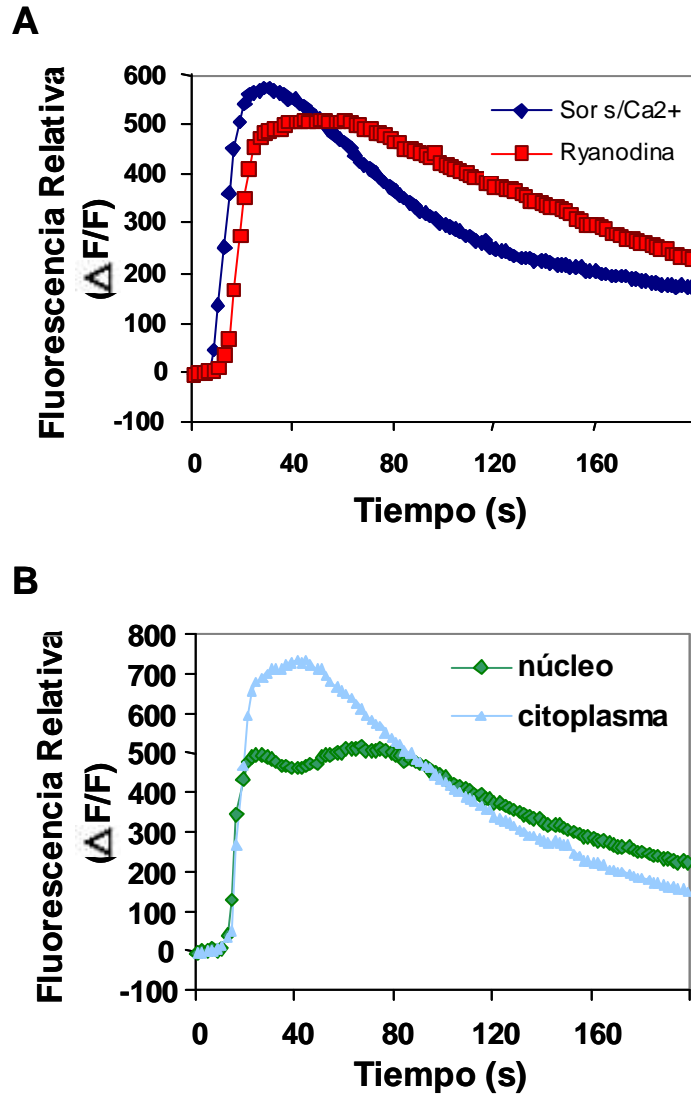 A
Fluorescencia Relativa
(△F/F)
600
500
400
300
200
100
0
-100
Sor s/Ca2+
Ryanodina
0 40 80 120 160
Tiempo (s)
B
Fluorescencia Relativa
(△F/F)
800
700
600
500
400
300
200
100
0
-100
núcleo
citoplasma
0 40 80 120 160
Tiempo (s)